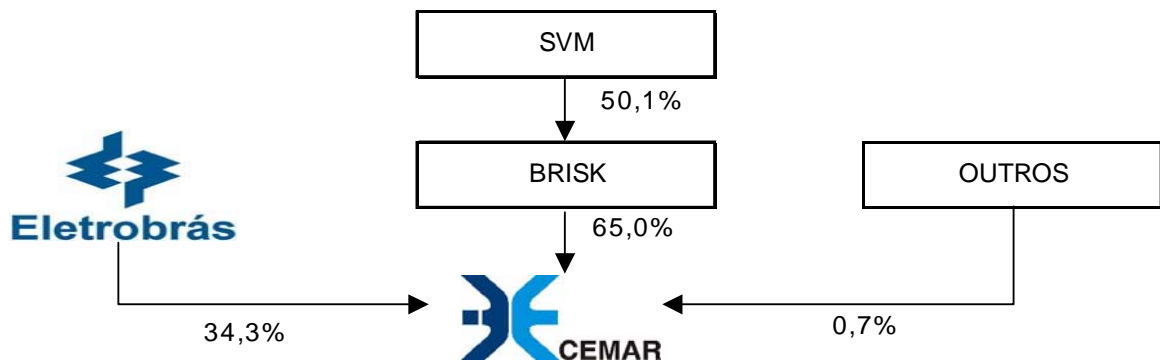 SVM
50,1%
BRISK
OUTROS
Eletrobrás
65,0%
34,3%
CEMAR
0,7%